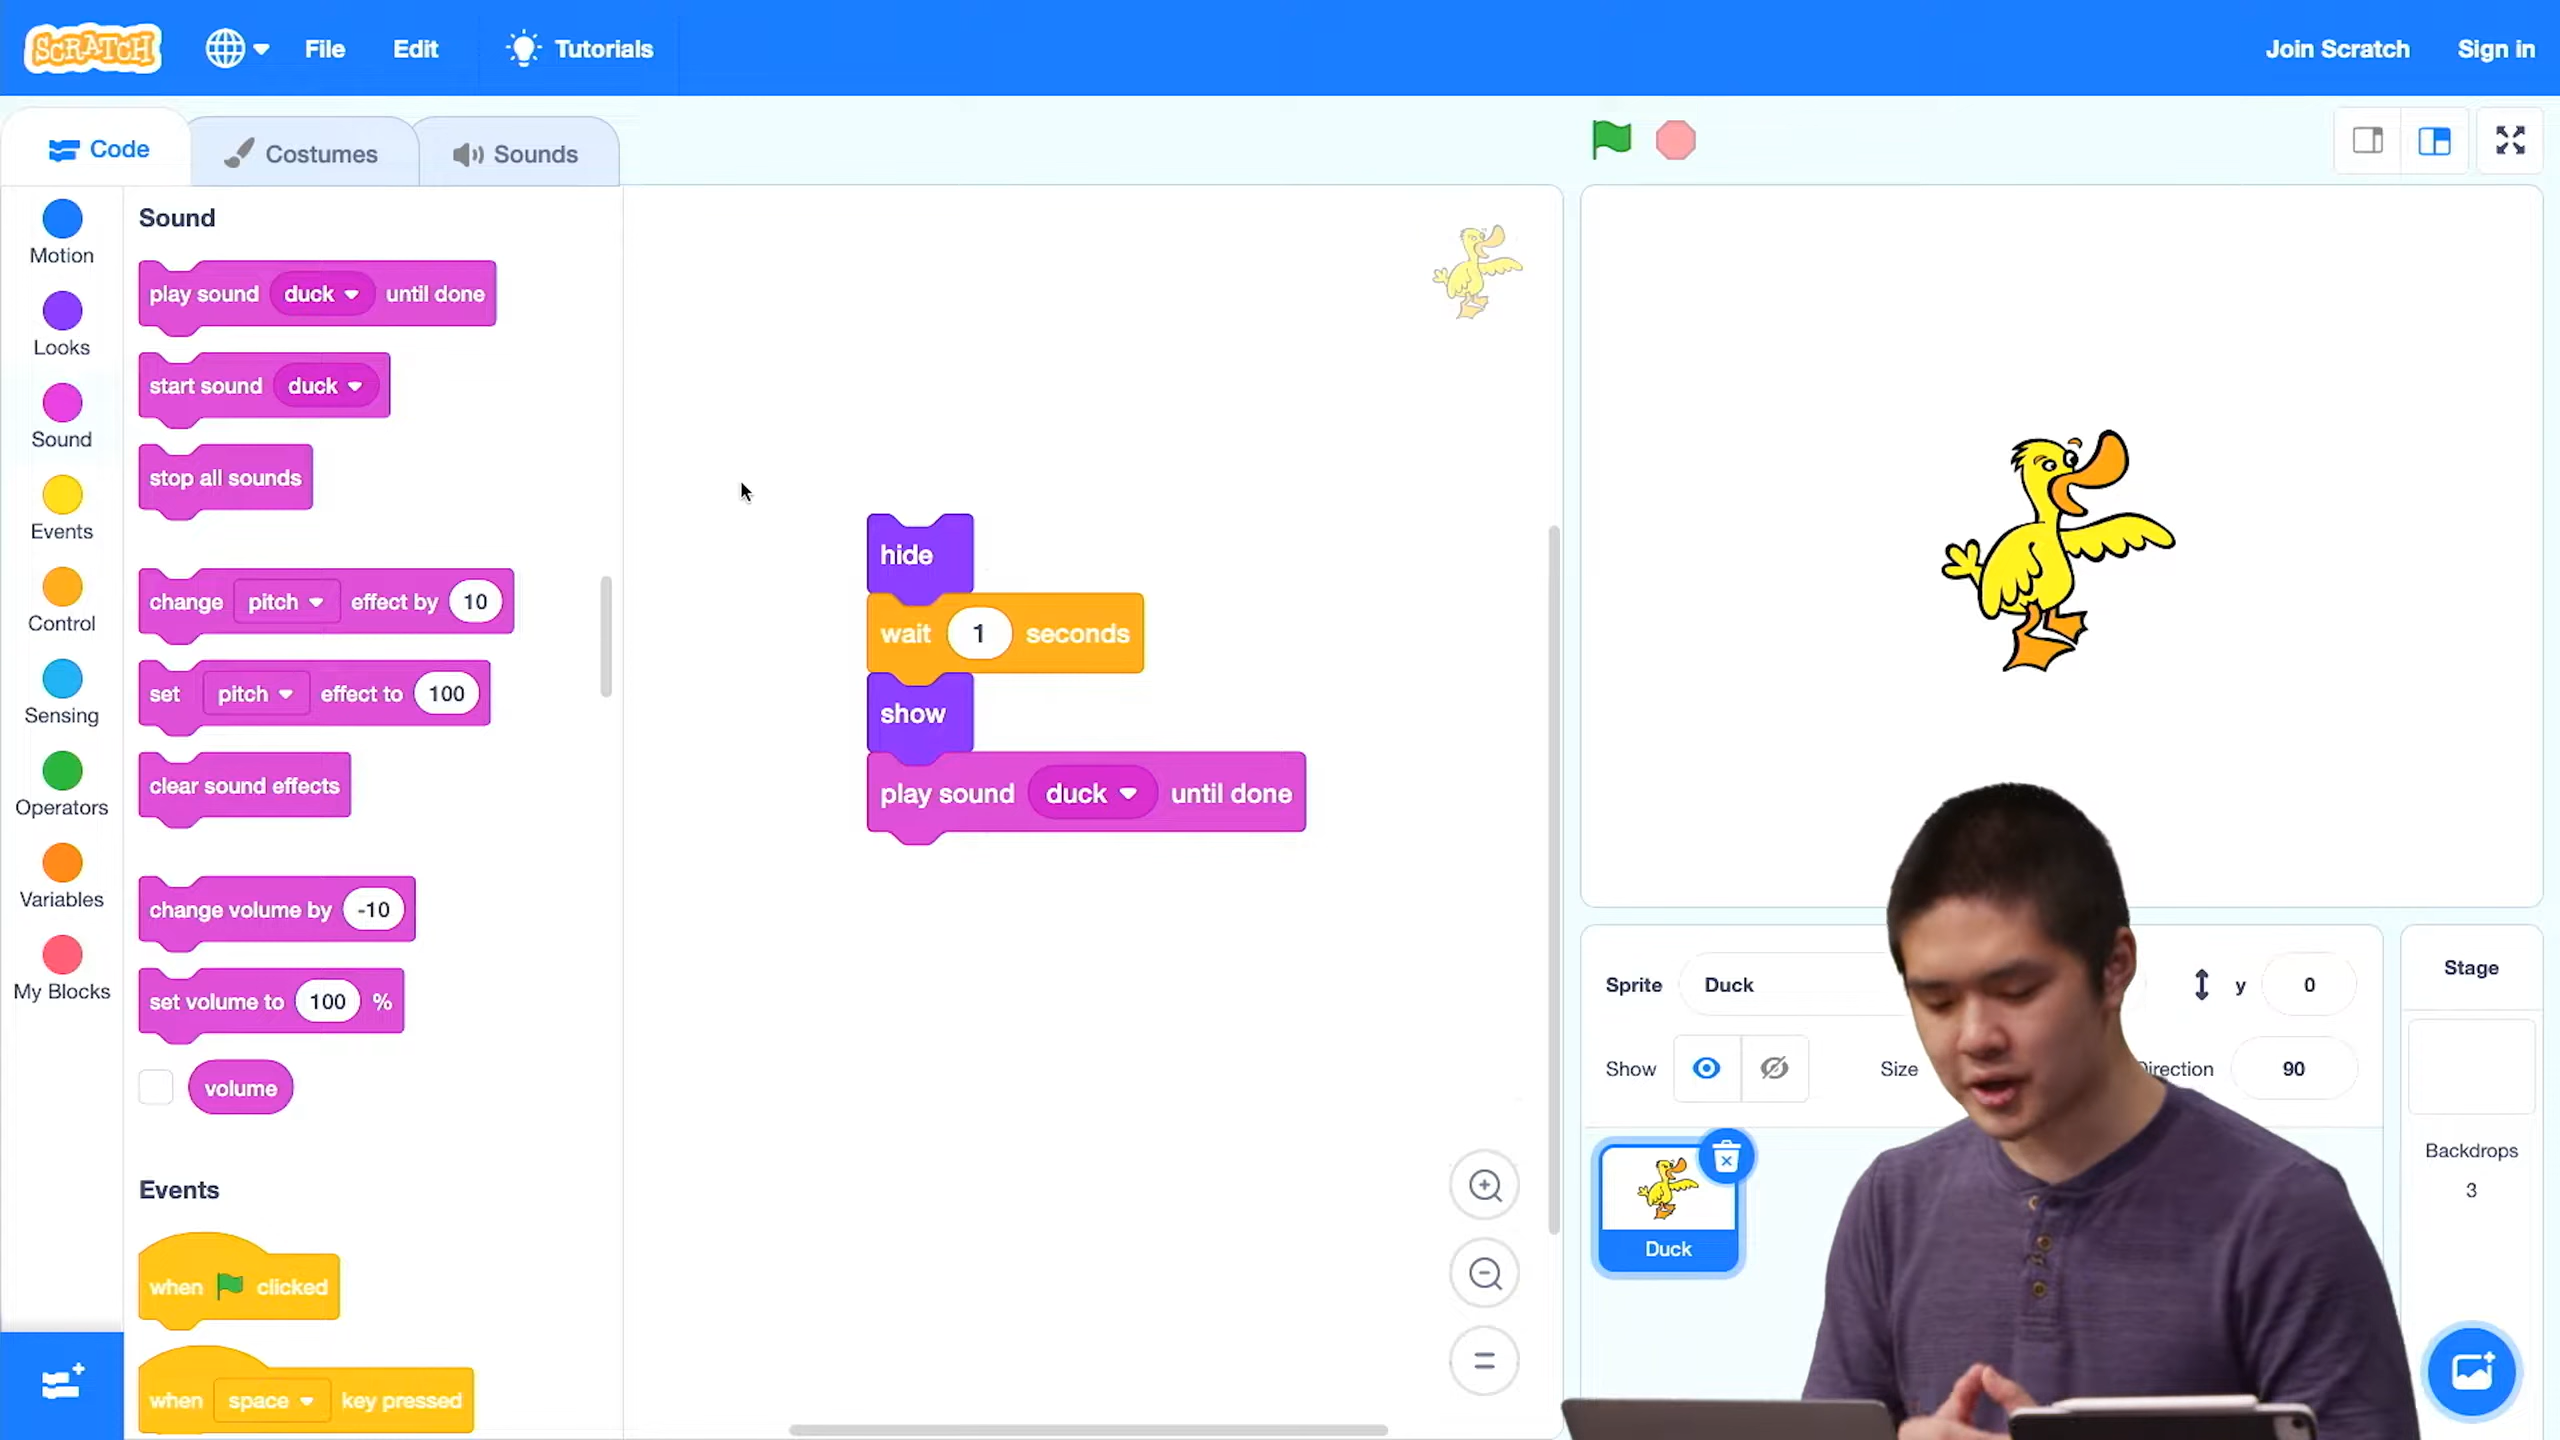 SCRATCH File Edit Tutorials Join Scratch Sign in
Code Costumes Sounds
Motion
Looks
Sound
Events
Control
Sensing
Operators
Variables
My Blocks
Sound
play sound duck until done
start sound duck
stop all sounds
change pitch effect by 10
set pitch effect to 100
clear sound effects
change volume by -10
set volume to 100 %
volume
Events
when clicked
when space key pressed
hide
wait 1 seconds
show
play sound duck until done
Sprite Duck y 0
Show Size Direction 90
Duck
Stage
Backdrops
3